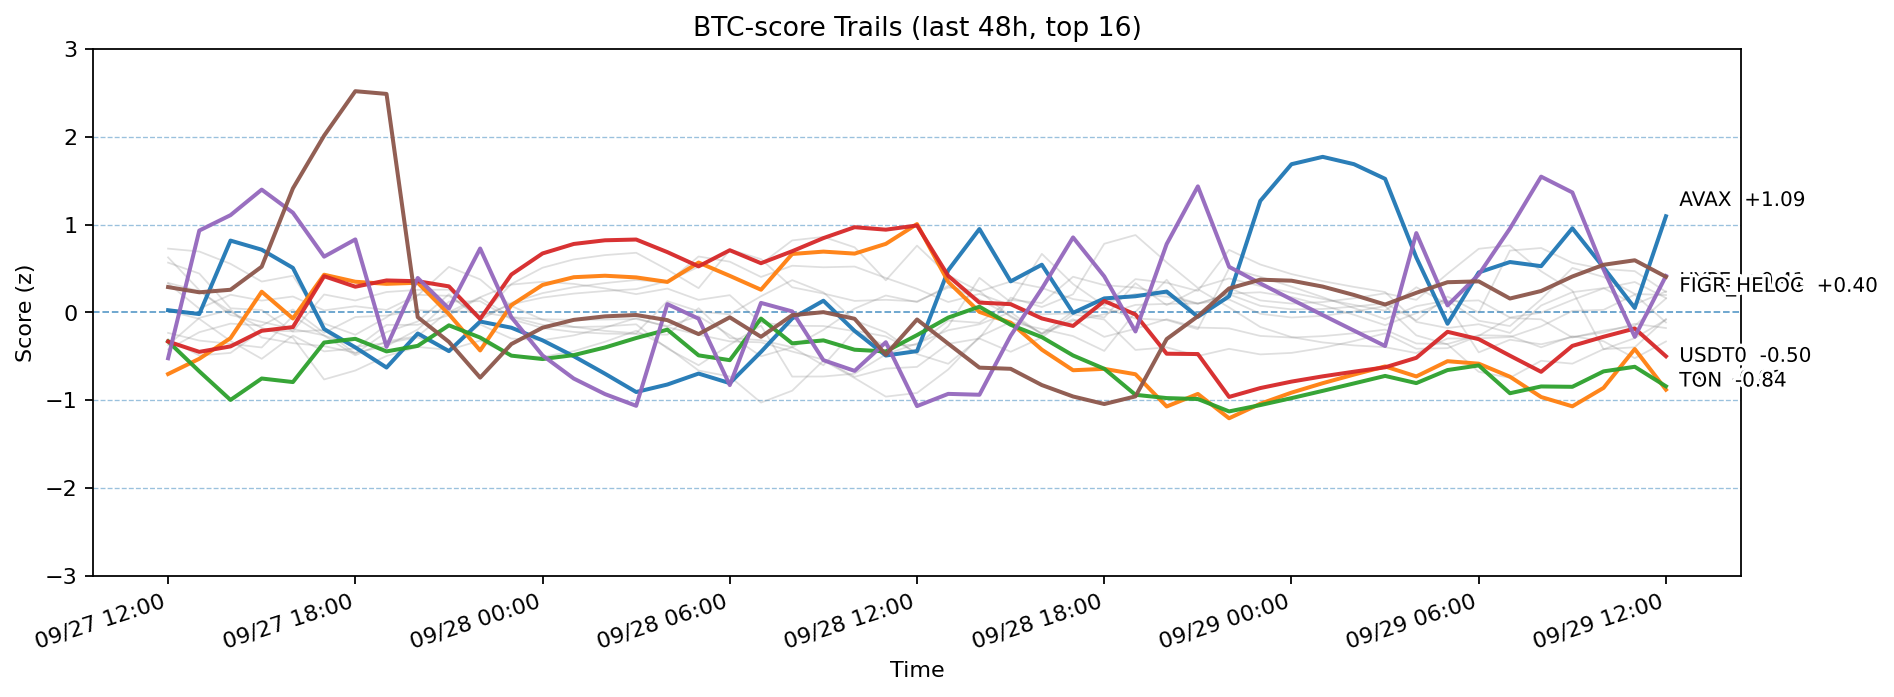 BTC-score Trails (last 48h, top 16)
Score (z)
3
2
1
0
−1
−2
−3
AVAX +1.09
FIGR_HELOC +0.40
USDT0 -0.50
TON -0.84
09/27 12:00
09/27 18:00
09/28 00:00
09/28 06:00
09/28 12:00
09/28 18:00
09/29 00:00
09/29 06:00
09/29 12:00
Time